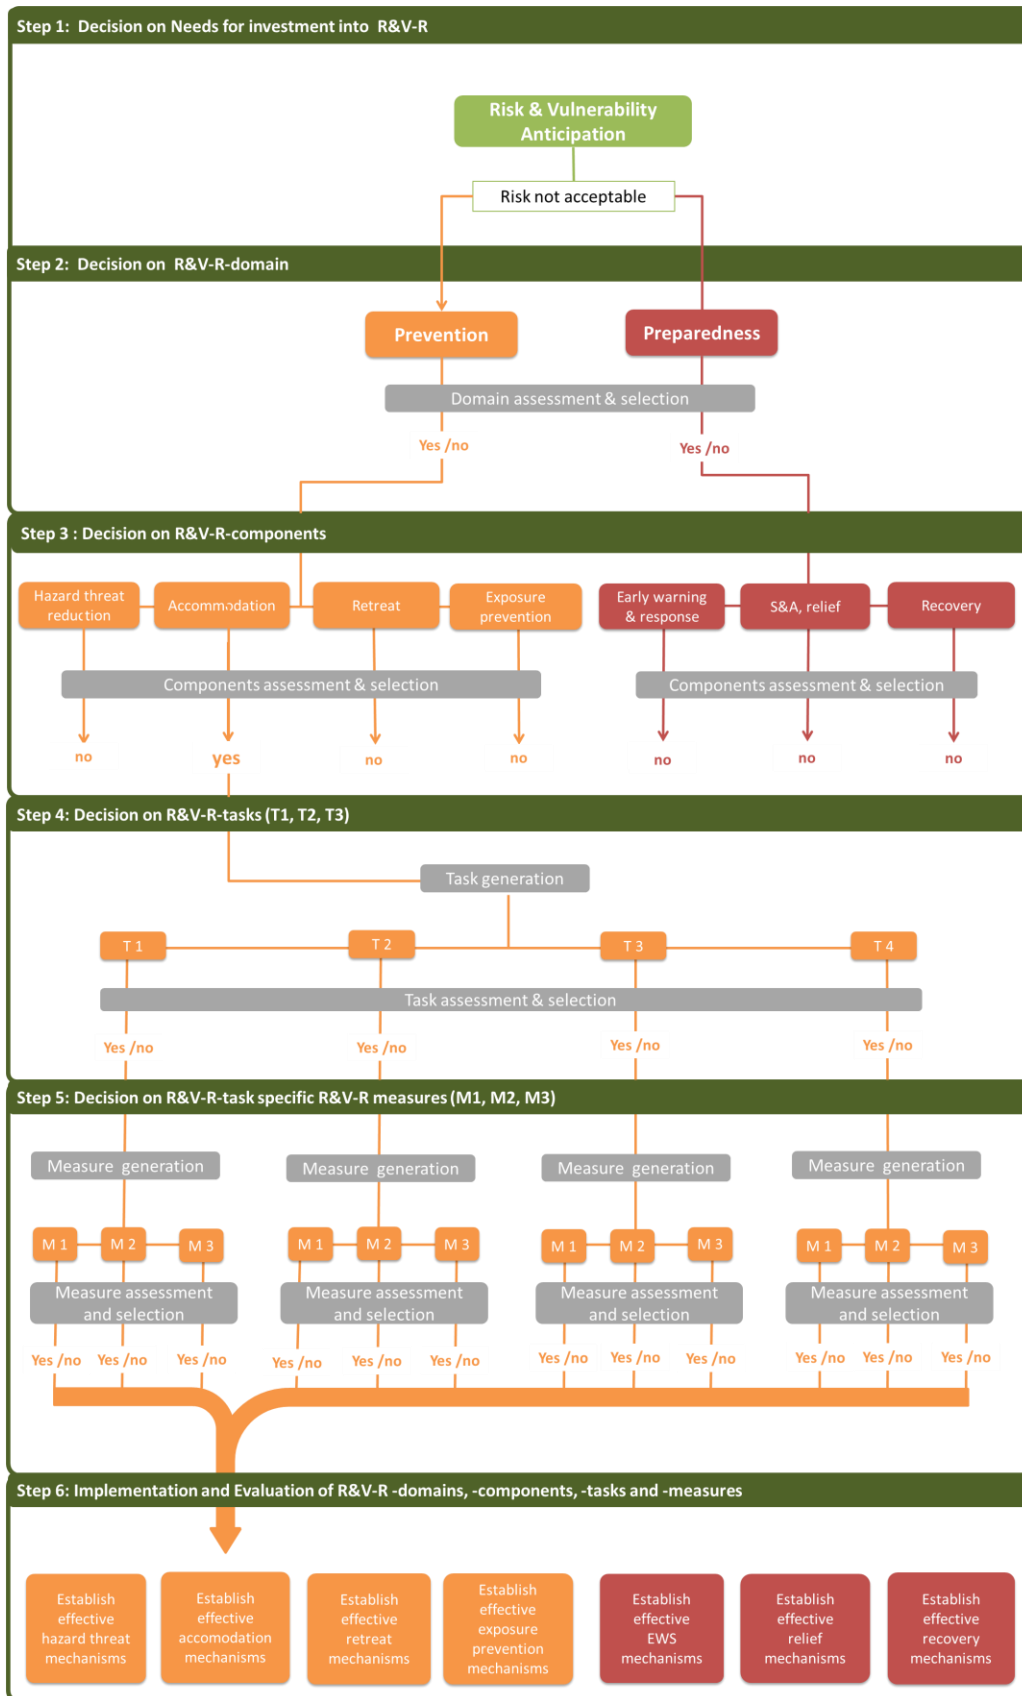 Step 1:  Decision on Needs for investment into  R&V-R
Risk & Vulnerability
Anticipation
Risk not acceptable
Step 2:  Decision on  R&V-R-domain
Prevention
Preparedness
Domain assessment & selection
Yes /no
Yes /no
Step 3 : Decision on R&V-R-components
Hazard threat
reduction
Accommodation
Retreat
Exposure
prevention
Early warning
& response
S&A, relief
Recovery
Components assessment & selection
Components assessment & selection
no
yes
no
no
no
no
no
Step 4: Decision on R&V-R-tasks (T1, T2, T3)
Task generation
T 1
T 2
T 3
T 4
Task assessment & selection
Yes /no
Yes /no
Yes /no
Yes /no
Step 5: Decision on R&V-R-task specific R&V-R measures (M1, M2, M3)
Measure  generation
Measure  generation
Measure  generation
Measure  generation
M 1
M 2
M 3
M 1
M 2
M 3
M 1
M 2
M 3
M 1
M 2
M 3
Measure assessment
and selection
Measure assessment
and selection
Measure assessment
and selection
Measure assessment
and selection
Yes /no
Yes /no
Yes /no
Yes /no
Yes /no
Yes /no
Yes /no
Yes /no
Yes /no
Yes /no
Yes /no
Yes /no
Step 6: Implementation and Evaluation of R&V-R -domains, -components, -tasks and -measures
Establish
effective
hazard threat
mechanisms
Establish
effective
accomodation
mechanisms
Establish
effective
retreat
mechanisms
Establish
effective
exposure
prevention
mechanisms
Establish
effective
EWS
mechanisms
Establish
effective
relief
mechanisms
Establish
effective
recovery
mechanisms